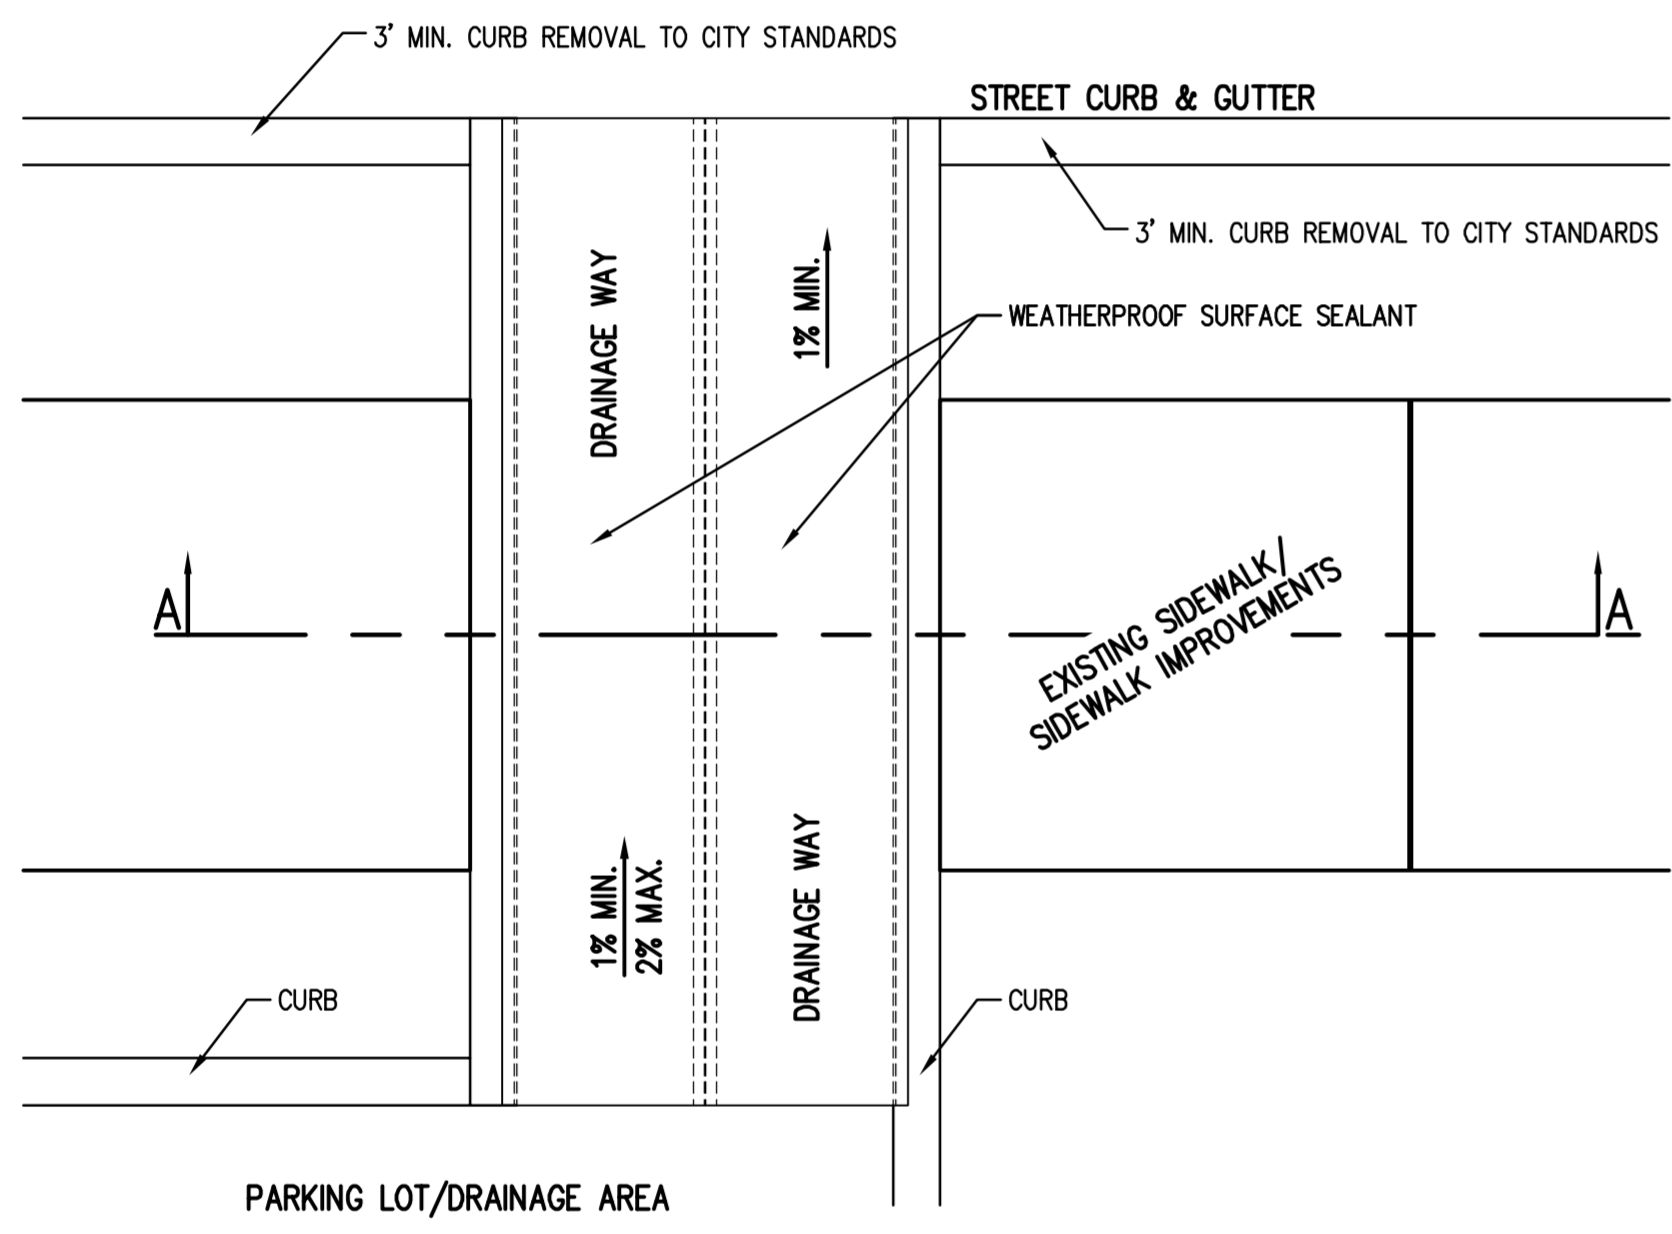 3' MIN. CURB REMOVAL TO CITY STANDARDS
STREET CURB & GUTTER
3' MIN. CURB REMOVAL TO CITY STANDARDS
DRAINAGE WAY
1% MIN.
WEATHERPROOF SURFACE SEALANT
A
A
EXISTING SIDEWALK/
SIDEWALK IMPROVEMENTS
1% MIN.
2% MAX.
DRAINAGE WAY
CURB
CURB
PARKING LOT/DRAINAGE AREA